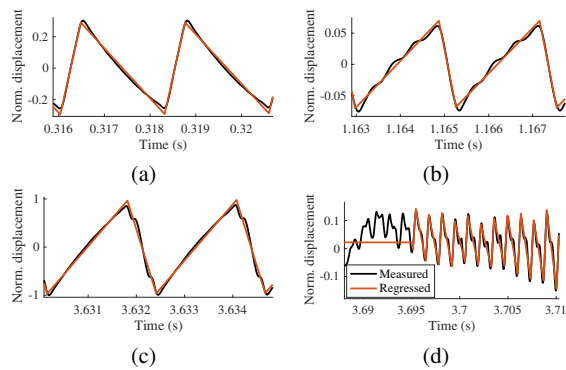 Norm. displacement
0.2
0
-0.2
0.316 0.317 0.318 0.319 0.32
Time (s)
(a)
Norm. displacement
0.05
0
-0.05
1.163 1.164 1.165 1.166 1.167
Time (s)
(b)
Norm. displacement
1
0
-1
3.631 3.632 3.633 3.634
Time (s)
(c)
Norm. displacement
0.1
0
-0.1
Measured
Regressed
3.69 3.695 3.7 3.705 3.71
Time (s)
(d)